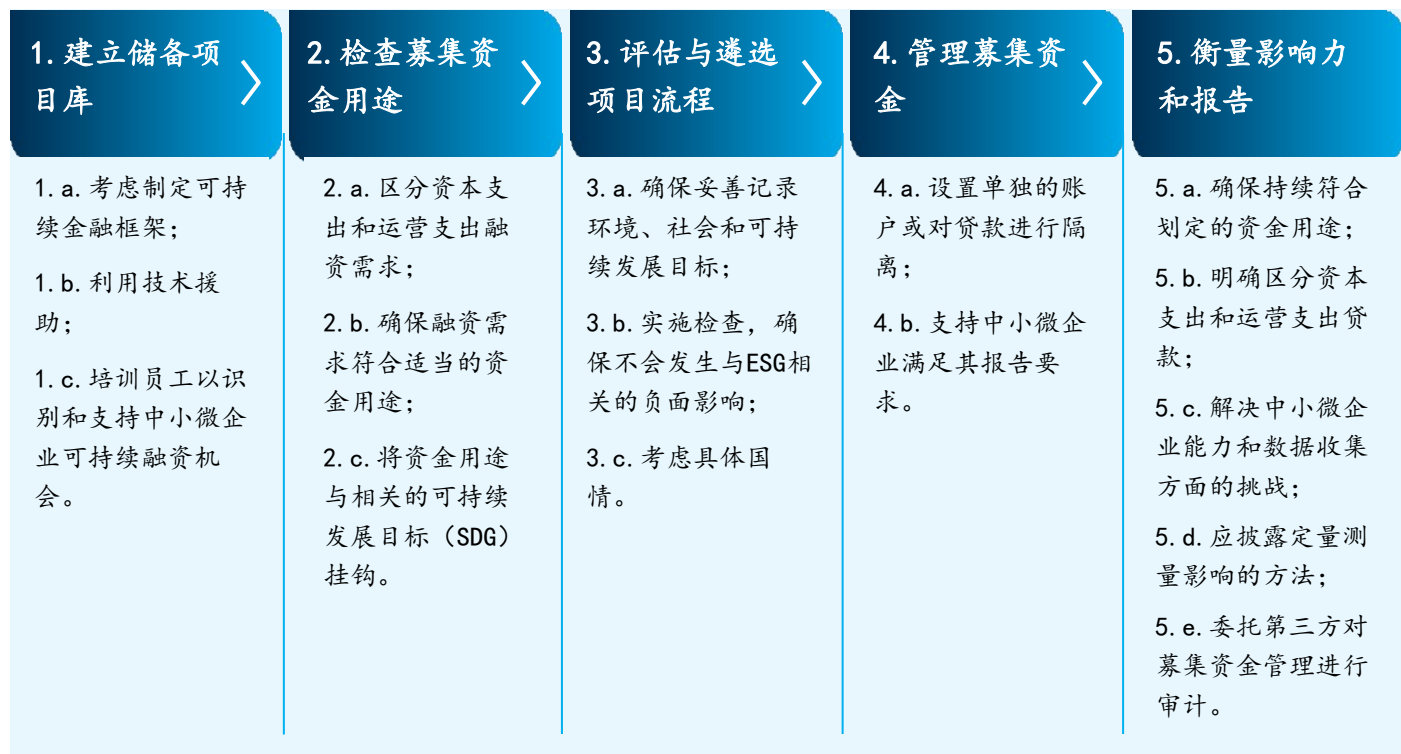 1.建立储备项
目库
2.检查募集资
金用途
3.评估与遴选
项目流程
4.管理募集资
金
5.衡量影响力
和报告
1.a.考虑制定可持
续金融框架；
1.b.利用技术援
助；
1.c.培训员工以识
别和支持中小微企
业可持续融资机
会。
2.a.区分资本支
出和运营支出融
资需求；
2.b.确保融资需
求符合适当的资
金用途；
2.c.将资金用途
与相关的可持续
发展目标（SDG）
挂钩。
3.a.确保妥善记录
环境、社会和可持
续发展目标；
3.b.实施检查，确
保不会发生与ESG相
关的负面影响；
3.c.考虑具体国
情。
4.a.设置单独的账
户或对贷款进行隔
离；
4.b.支持中小微企
业满足其报告要
求。
5.a.确保持续符合
划定的资金用途；
5.b.明确区分资本
支出和运营支出贷
款；
5.c.解决中小微企
业能力和数据收集
方面的挑战；
5.d.应披露定量测
量影响的方法；
5.e.委托第三方对
募集资金管理进行
审计。